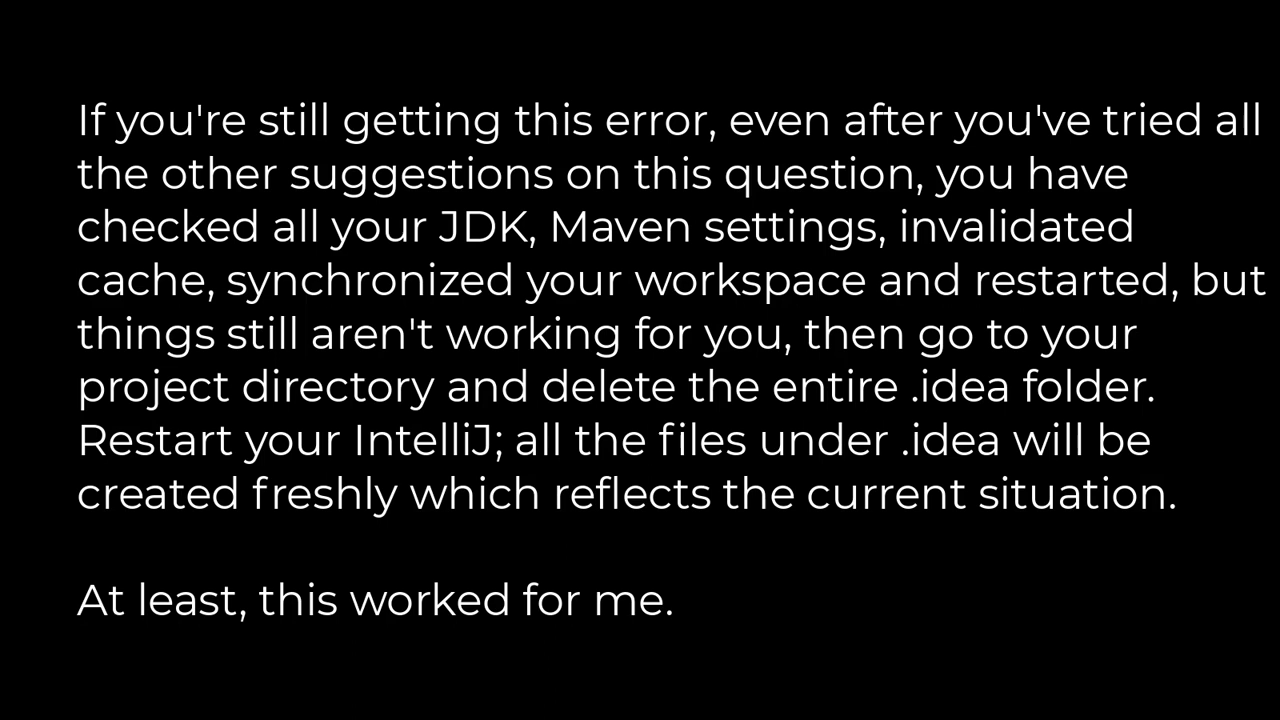 If you're still getting this error, even after you've tried all
the other suggestions on this question, you have
checked all your JDK, Maven settings, invalidated
cache, synchronized your workspace and restarted, but
things still aren't working for you, then go to your
project directory and delete the entire .idea folder.
Restart your IntelliJ; all the files under .idea will be
created freshly which reflects the current situation.
At least, this worked for me.